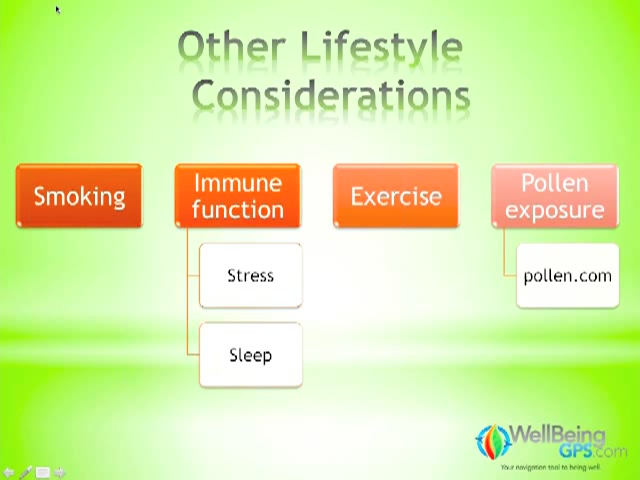 Other Lifestyle
Considerations
Smoking
Immune
function
Exercise
Pollen
exposure
Stress
pollen.com
Sleep
WellBeing
GPS.com
Your navigation tool to being well.